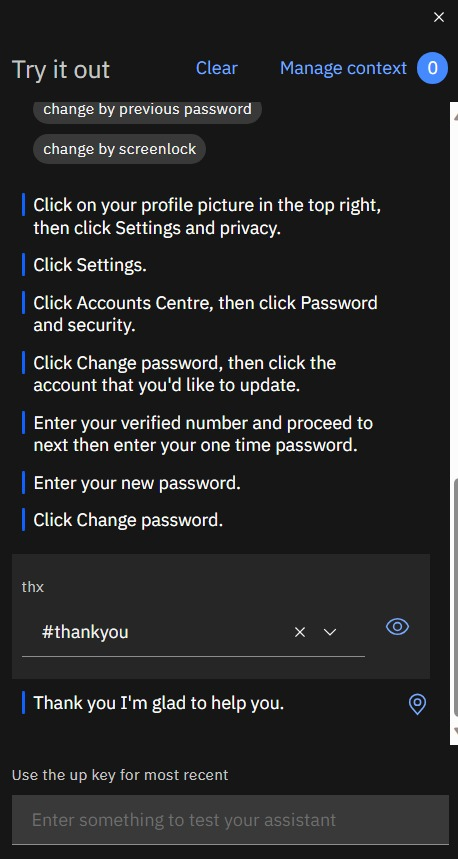 Try it out
Clear
Manage context
0
change by previous password
change by screenlock
Click on your profile picture in the top right,
then click Settings and privacy.
Click Settings.
Click Accounts Centre, then click Password
and security.
Click Change password, then click the
account that you'd like to update.
Enter your verified number and proceed to
next then enter your one time password.
Enter your new password.
Click Change password.
thx
#thankyou
Thank you I'm glad to help you.
Use the up key for most recent
Enter something to test your assistant